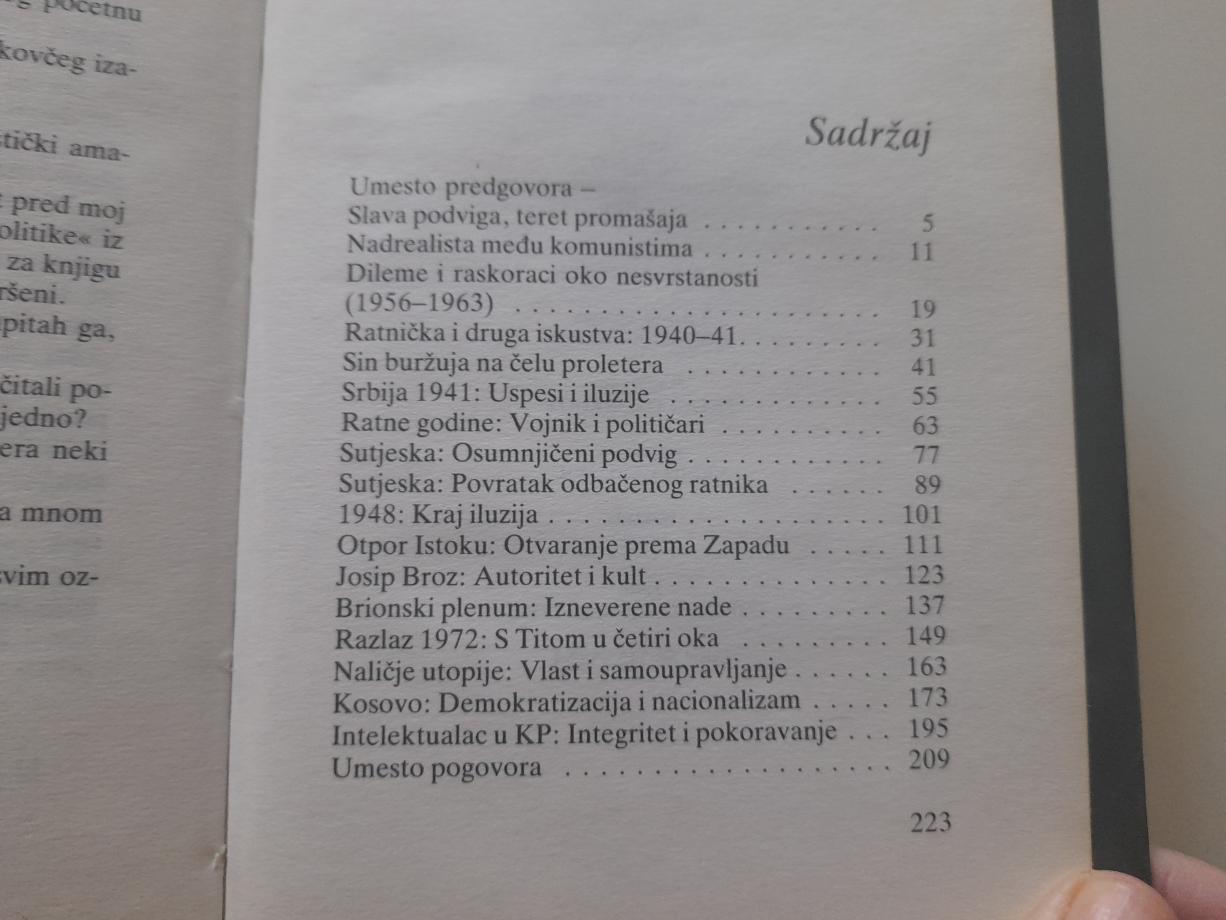 početnu
kovčeg iza-
stički ama-
pred mojj
olitike« iz
za knjigu
ršeni.
pitah ga,
čitali po-
jedno?
era neki
a mnom
svim oz-
Sadržaj
Umesto predgovora –
Slava podviga, teret promašaja . . . . . . . . . . . 5
Nadrealista među komunistima . . . . . . . . . . . 11
Dileme i raskoraci oko nesvrstanosti
(1956–1963) . . . . . . . . . . . . . . . . . . . . . . 19
Ratnička i druga iskustva: 1940–41. . . . . . . . . 31
Sin buržuja na čelu proletera . . . . . . . . . . . . 41
Srbija 1941: Uspesi i iluzije . . . . . . . . . . . . . 55
Ratne godine: Vojnik i političari . . . . . . . . . . 63
Sutjeska: Osumnjičeni podvig . . . . . . . . . . . . 77
Sutjeska: Povratak odbačenog ratnika . . . . . . 89
1948: Kraj iluzija . . . . . . . . . . . . . . . . . . . . 101
Otpor Istoku: Otvaranje prema Zapadu . . . . . 111
Josip Broz: Autoritet i kult . . . . . . . . . . . . . . 123
Brionski plenum: Izneverene nade . . . . . . . . . 137
Razlaz 1972: S Titom u četiri oka . . . . . . . . . 149
Naličje utopije: Vlast i samoupravljanje . . . . . . 163
Kosovo: Demokratizacija i nacionalizam . . . . . 173
Intelektualac u KP: Integritet i pokoravanje . . . 195
Umesto pogovora . . . . . . . . . . . . . . . . . . . 209
223